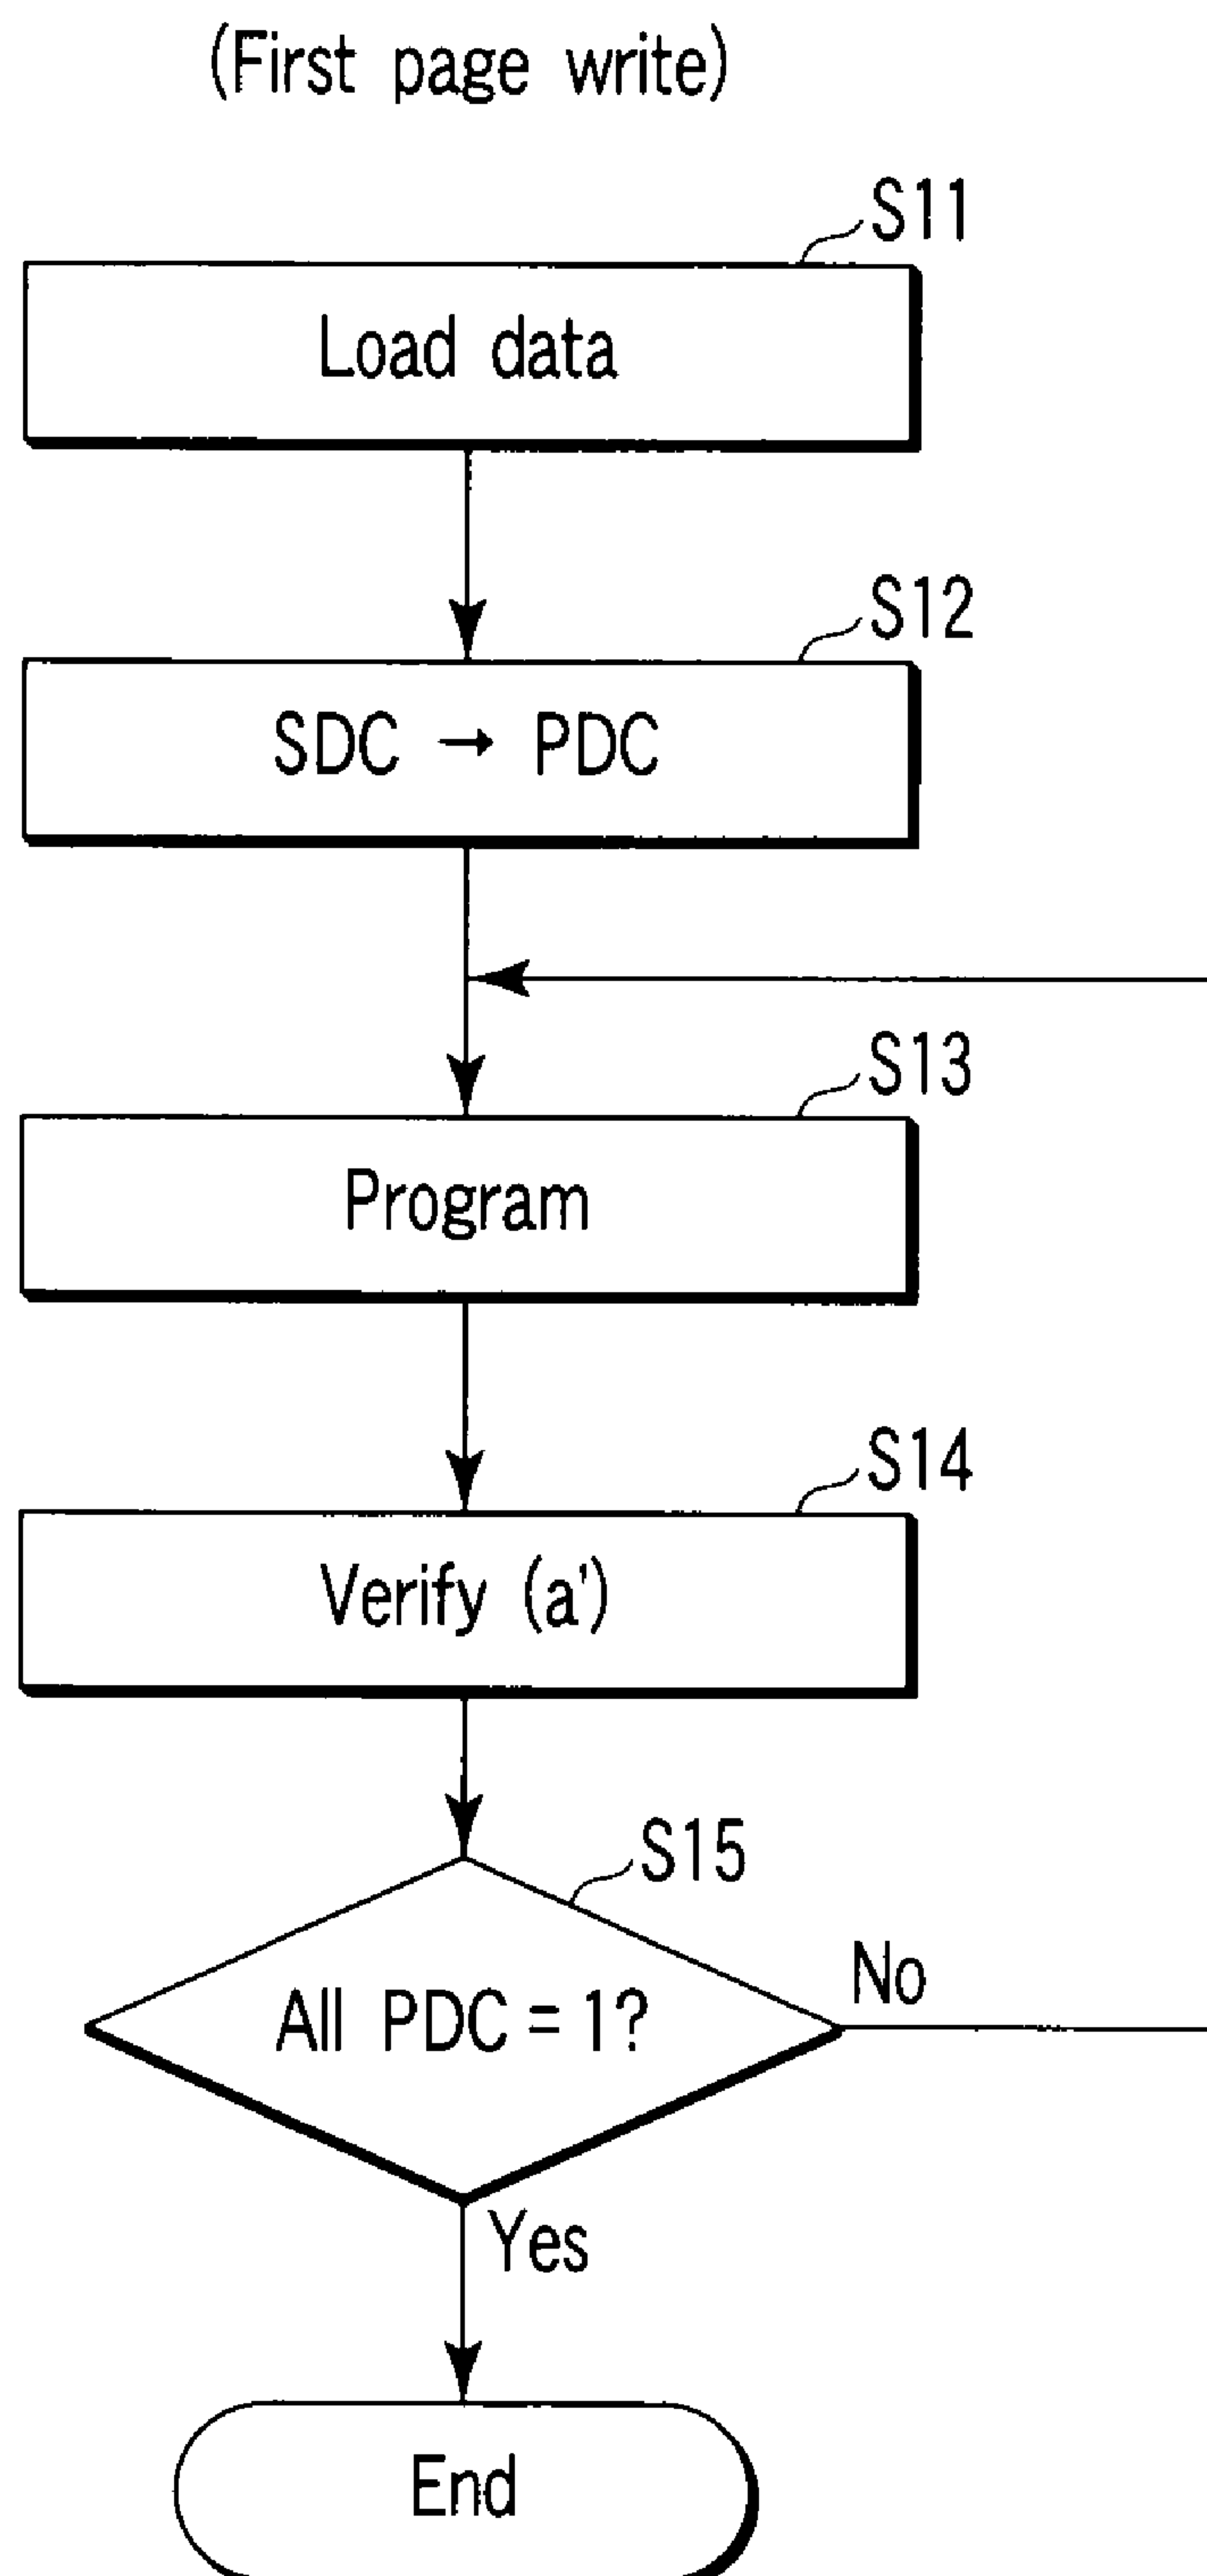 (First page write)
S11
Load data
S12
SDC → PDC
S13
Program
S14
Verify (a')
S15
All PDC = 1?
No
Yes
End